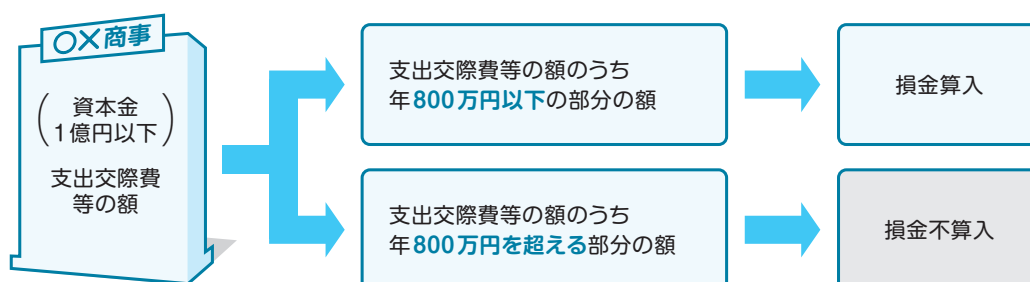 ○×商事
資本金
1億円以下
支出交際費
等の額
支出交際費等の額のうち
年800万円以下の部分の額
損金算入
支出交際費等の額のうち
年800万円を超える部分の額
損金不算入